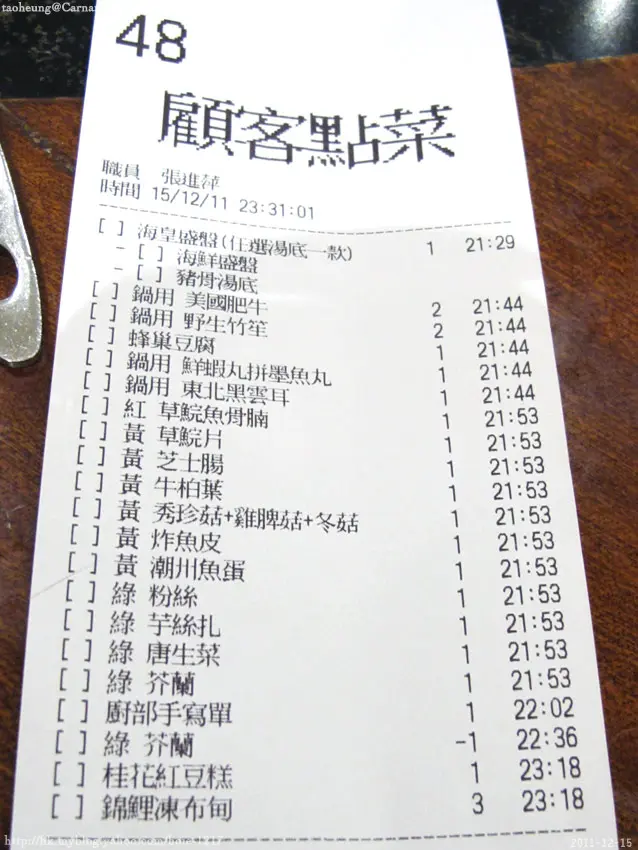 taoheung@Carnar
48
顧客點菜
職員 張進萍
時間 15/12/11 23:31:01
[ ] 海皇盛盤(任選湯底一款) 1 21:29
- [ ] 海鮮盛盤
- [ ] 豬骨湯底
[ ] 鍋用 美國肥牛 2 21:44
[ ] 鍋用 野生竹笙 2 21:44
[ ] 蜂巢豆腐 1 21:44
[ ] 鍋用 鮮蝦丸拼墨魚丸 1 21:44
[ ] 鍋用 東北黑雲耳 1 21:44
[ ] 紅 草鯇魚骨腩 1 21:53
[ ] 黃 草鯇片 1 21:53
[ ] 黃 芝士腸 1 21:53
[ ] 黃 牛柏葉 1 21:53
[ ] 黃 秀珍菇+雞脾菇+冬菇 1 21:53
[ ] 黃 炸魚皮 1 21:53
[ ] 黃 潮州魚蛋 1 21:53
[ ] 綠 粉絲 1 21:53
[ ] 綠 芋絲扎 1 21:53
[ ] 綠 唐生菜 1 21:53
[ ] 綠 芥蘭 1 21:53
[ ] 廚部手寫單 1 22:02
[ ] 綠 芥蘭 -1 22:36
[ ] 桂花紅豆糕 1 23:18
[ ] 錦鯉凍布甸 3 23:18
2011-12-15